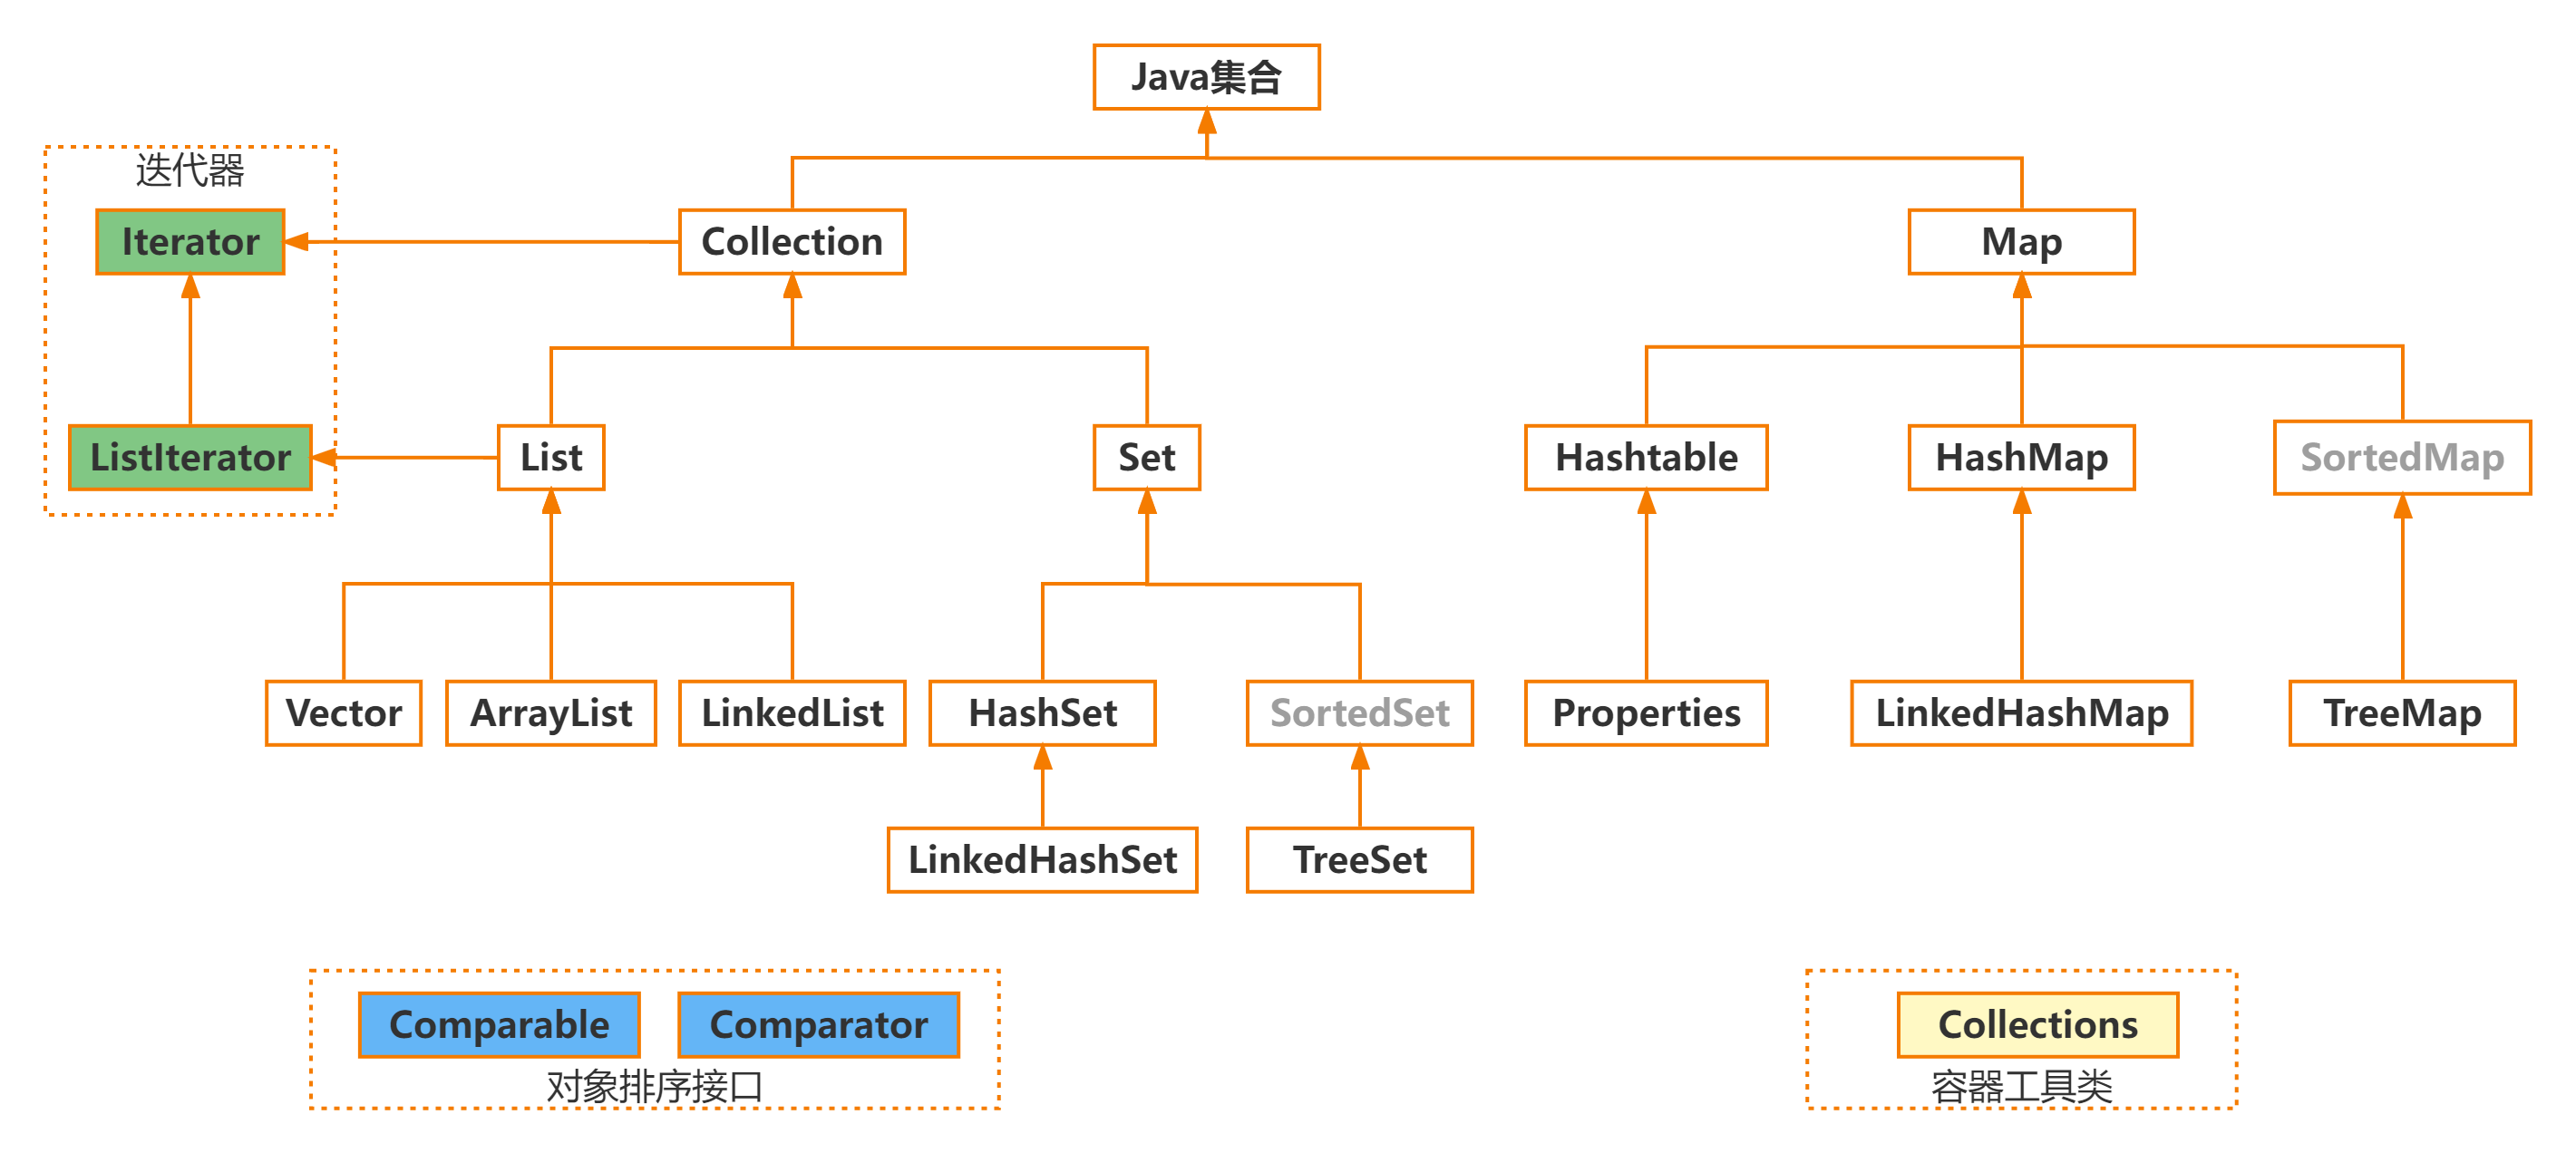 Java集合
迭代器
Iterator
Collection
Map
ListIterator
List
Set
Hashtable
HashMap
SortedMap
Vector
ArrayList
LinkedList
HashSet
SortedSet
Properties
LinkedHashMap
TreeMap
LinkedHashSet
TreeSet
Comparable
Comparator
对象排序接口
Collections
容器工具类